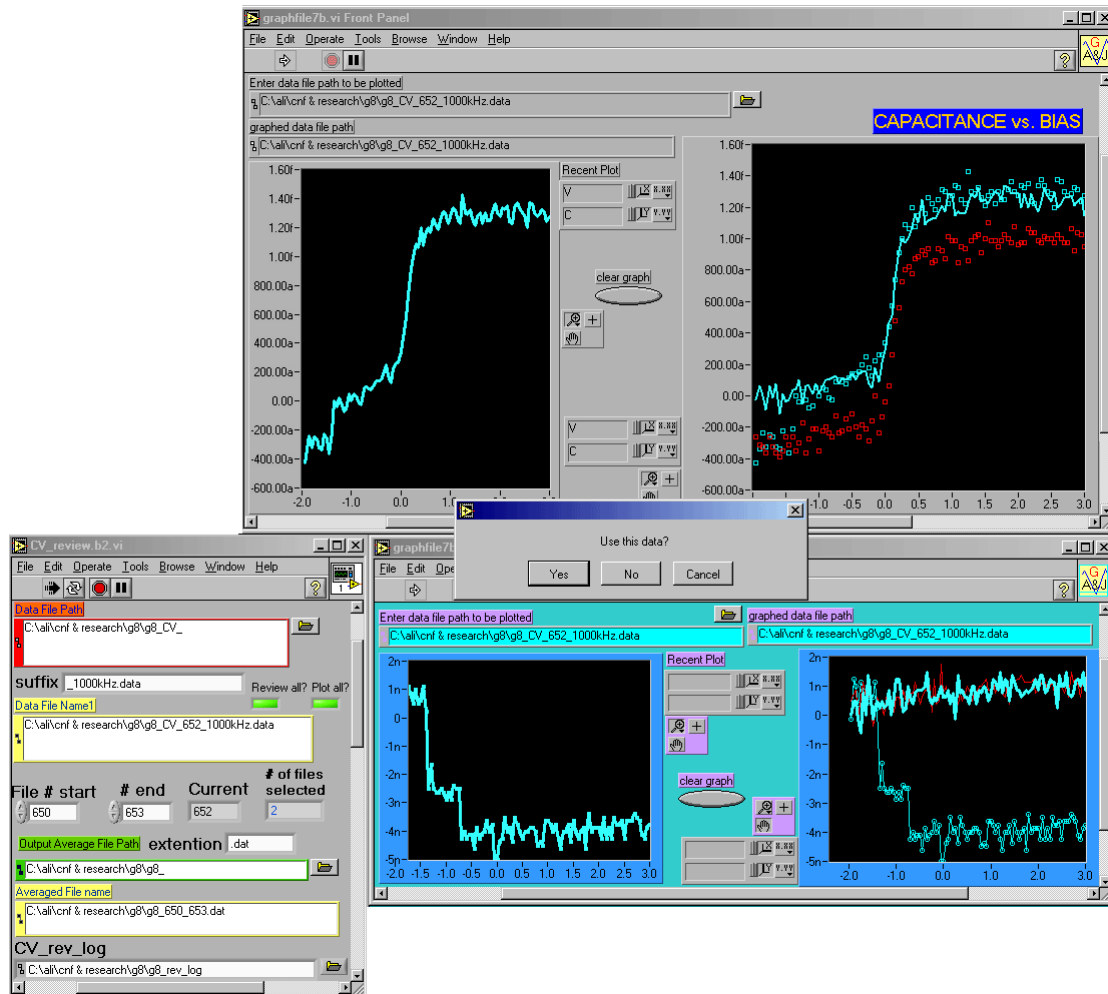 graphfile7b.vi Front Panel
File Edit Operate Tools Browse Window Help
G
A&J
Enter data file path to be plotted
C:\ali\cnf & research\g8\g8_CV_652_1000kHz.data
graphed data file path
C:\ali\cnf & research\g8\g8_CV_652_1000kHz.data
CAPACITANCE vs. BIAS
1.60f
1.40f
1.20f
1.00f
800.00a
600.00a
400.00a
200.00a
0.00
-200.00a
-400.00a
-600.00a
-2.0 -1.0 0.0 1.0 2.0
Recent Plot
V
C
clear graph
V
C
1.60f
1.40f
1.20f
1.00f
800.00a
600.00a
400.00a
200.00a
0.00
-200.00a
-400.00a
-600.00a
-1.0 -0.5 0.0 0.5 1.0 1.5 2.0 2.5 3.0
Use this data?
Yes No Cancel
CV_review.b2.vi
File Edit Operate Tools Browse Window Help
1
Data File Path
C:\ali\cnf & research\g8\g8_CV_
suffix _1000kHz.data
Review all? Plot all?
Data File Name1
C:\ali\cnf & research\g8\g8_CV_652_1000kHz.data
File # start # end Current # of files selected
650 653 652 2
Output Average File Path extention .dat
C:\ali\cnf & research\g8\g8_
Averaged File name
C:\ali\cnf & research\g8\g8_650_653.dat
CV_rev_log
C:\ali\cnf & research\g8\g8_rev_log
graphfile7b
File Edit Ope
G
A&J
Enter data file path to be plotted
C:\ali\cnf & research\g8\g8_CV_652_1000kHz.data
graphed data file path
C:\ali\cnf & research\g8\g8_CV_652_1000kHz.data
2n
1n
0
-1n
-2n
-3n
-4n
-5n
-2.0 -1.5 -1.0 -0.5 0.0 0.5 1.0 1.5 2.0 2.5 3.0
Recent Plot
clear graph
2n
1n
0
-1n
-2n
-3n
-4n
-5n
-2.0 -1.0 0.0 1.0 2.0 3.0